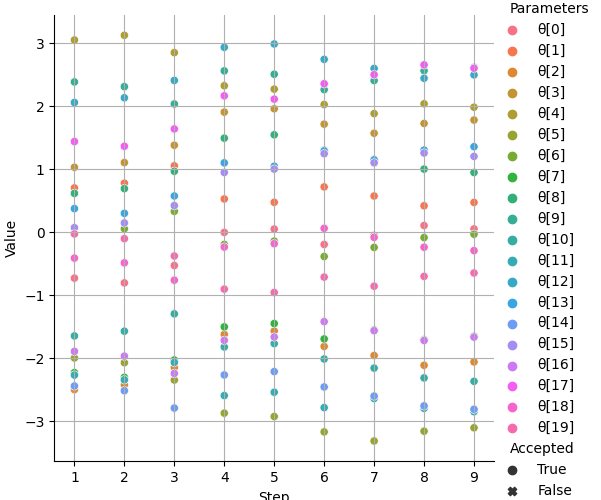 Parameters
θ[0]
θ[1]
θ[2]
θ[3]
θ[4]
θ[5]
θ[6]
θ[7]
θ[8]
θ[9]
θ[10]
θ[11]
θ[12]
θ[13]
θ[14]
θ[15]
θ[16]
θ[17]
θ[18]
θ[19]
Accepted
True
False
Value
3
2
1
0
−1
−2
−3
1 2 3 4 5 6 7 8 9
Step